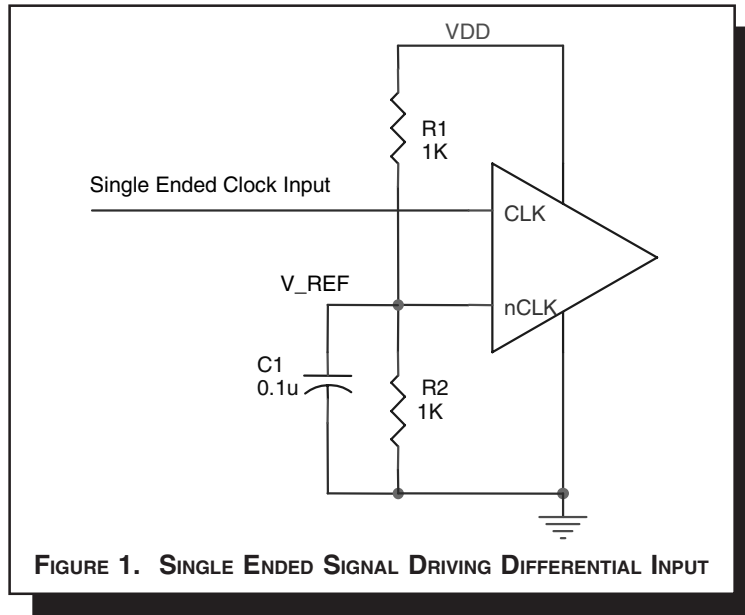 VDD
R1
1K
Single Ended Clock Input
CLK
V_REF
nCLK
C1
0.1u
R2
1K
FIGURE 1. SINGLE ENDED SIGNAL DRIVING DIFFERENTIAL INPUT